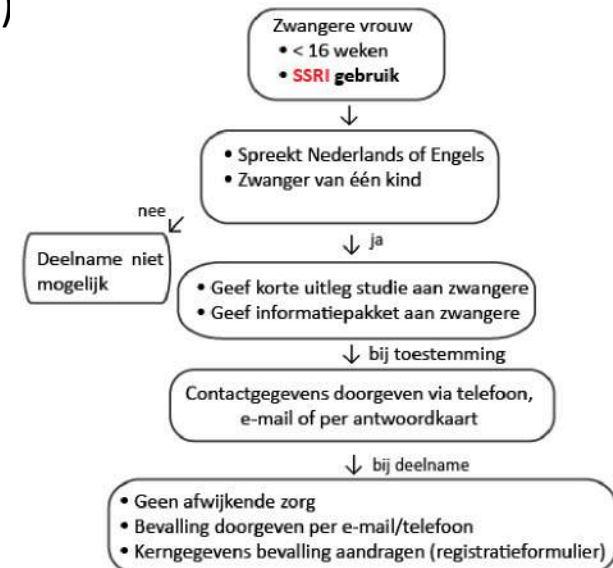 )
Zwangere vrouw
• < 16 weken
• SSRI gebruik
• Spreekt Nederlands of Engels
• Zwanger van één kind
nee
ja
Deelname niet
mogelijk
• Geef korte uitleg studie aan zwangere
• Geef informatiepakket aan zwangere
bij toestemming
Contactgegevens doorgeven via telefoon,
e-mail of per antwoordkaart
bij deelname
• Geen afwijkende zorg
• Bevalling doorgeven per e-mail/telefoon
• Kerngegevens bevalling aandragen (registratieformulier)